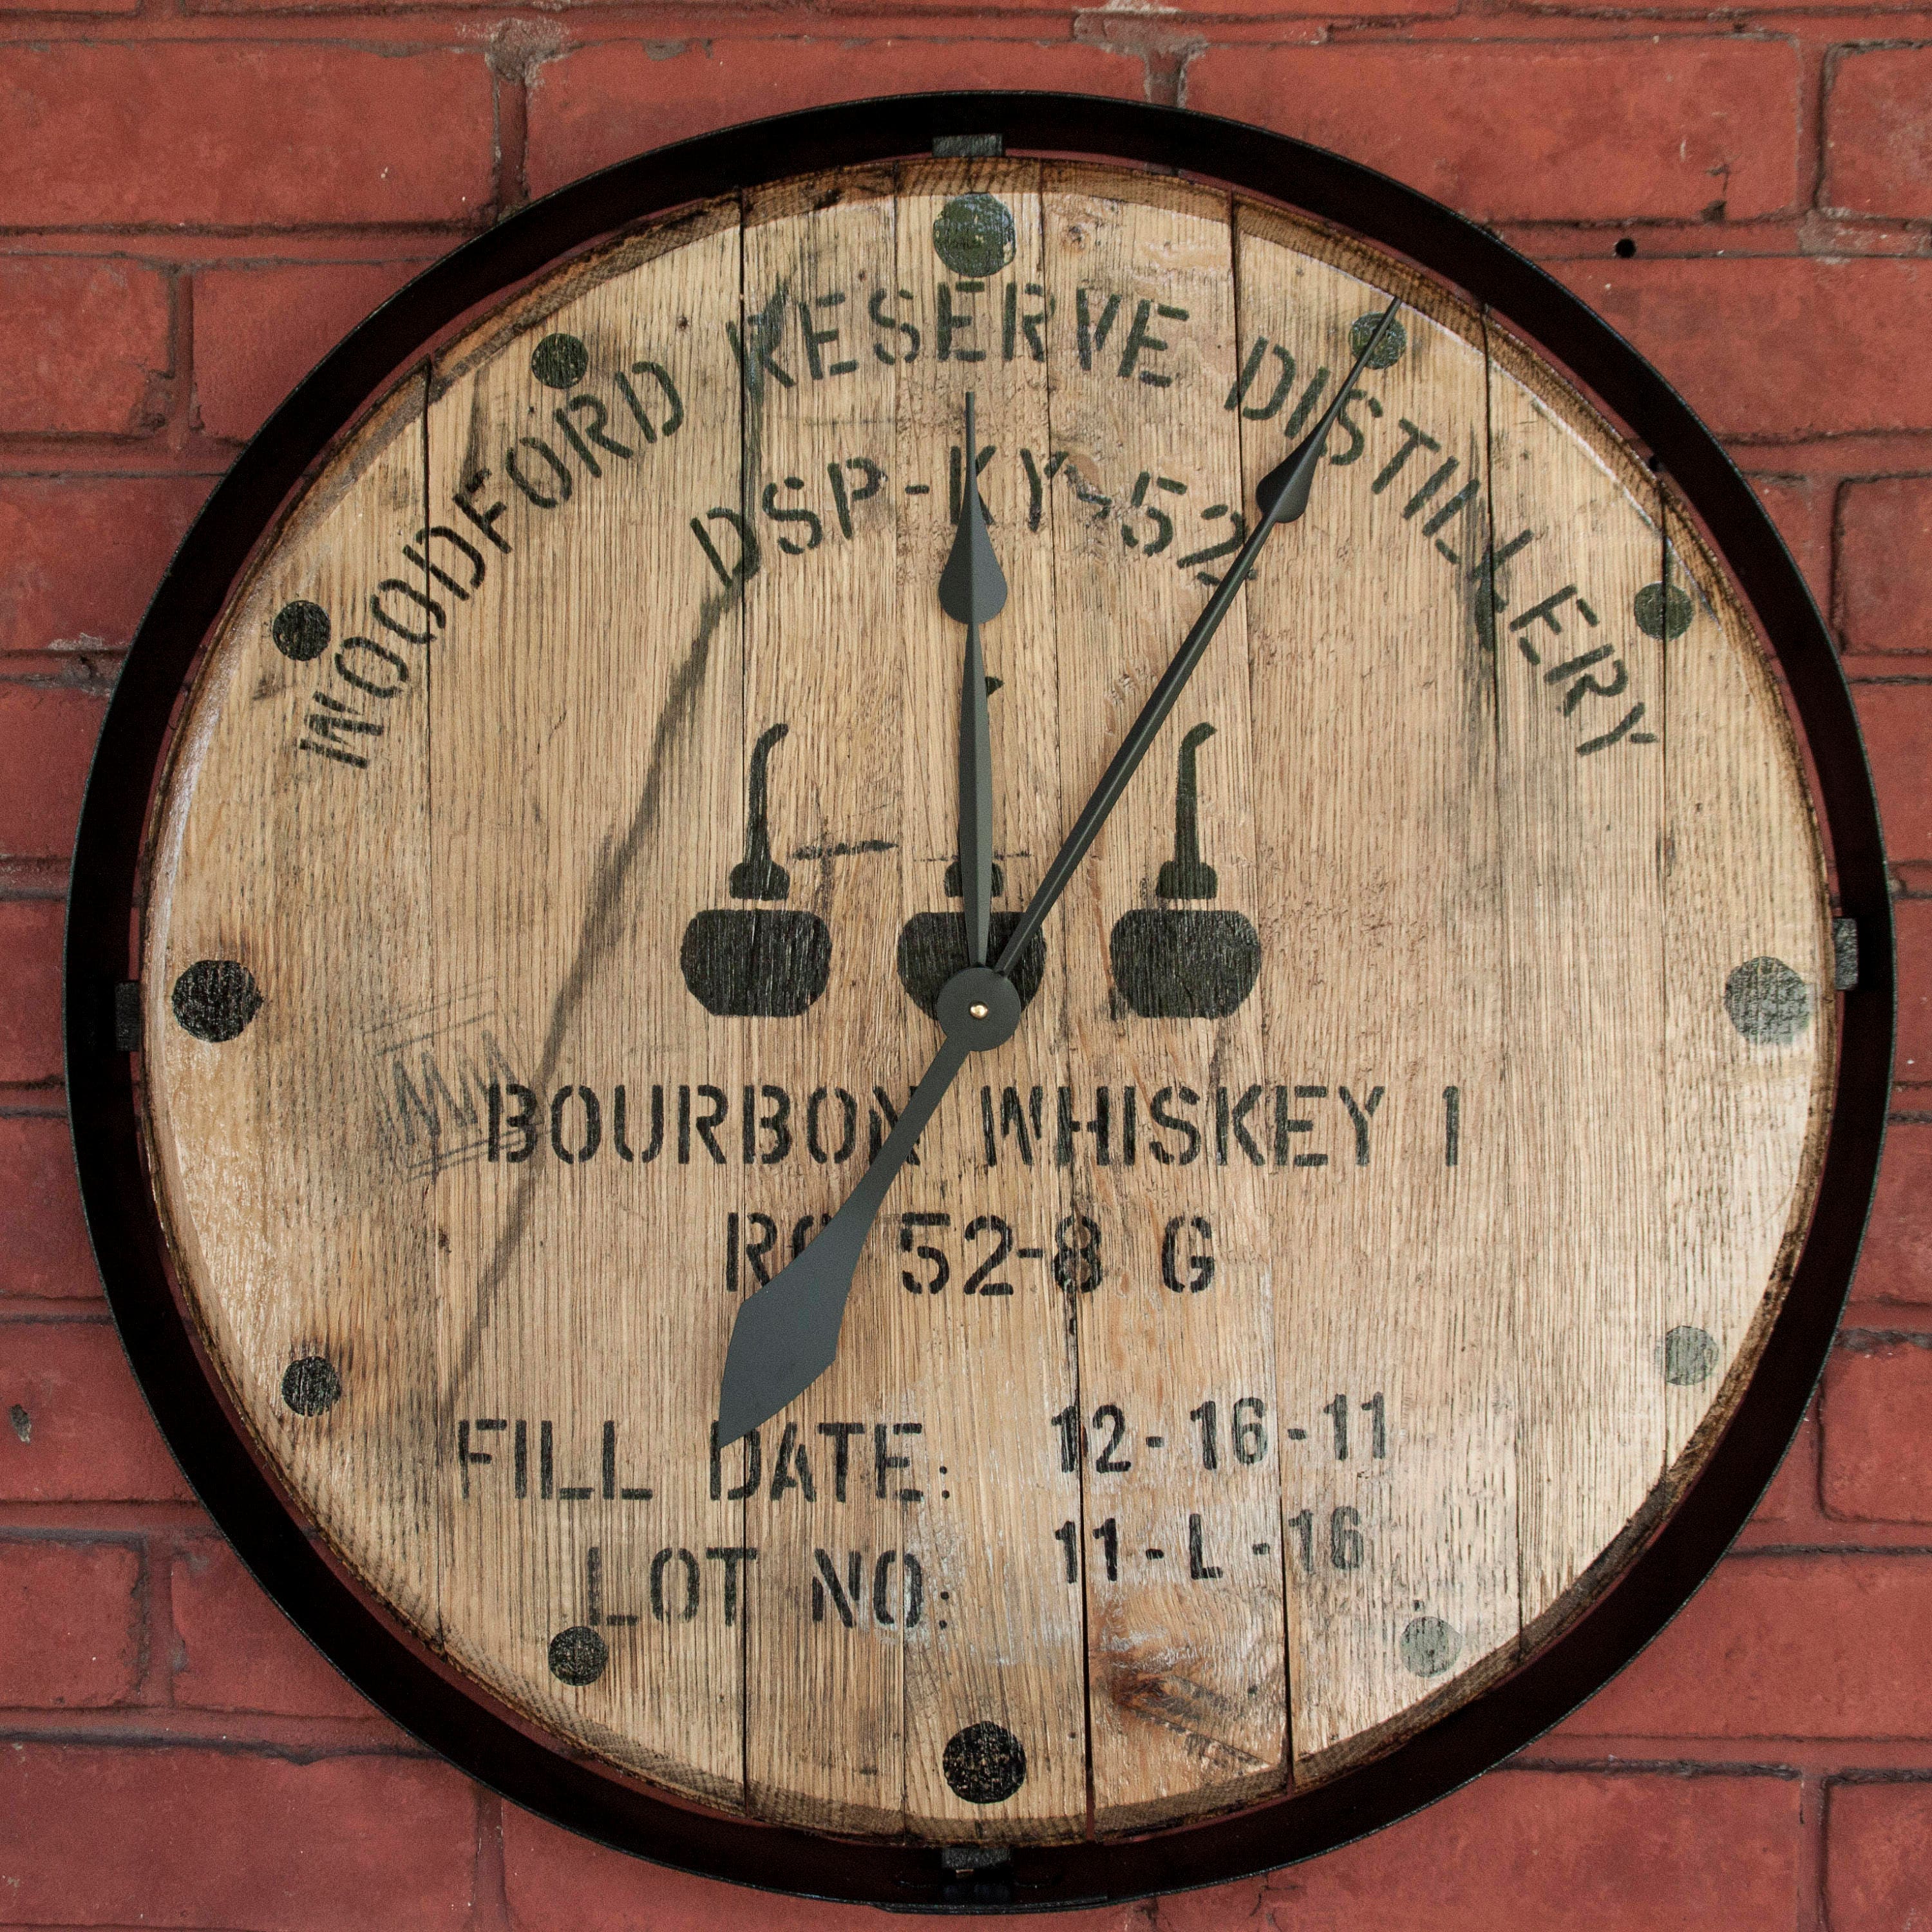 WOODFORD RESERVE DISTILLERY
DSP-KY-52
BOURBON WHISKEY 1
52-8 G
FILL DATE: 12-16-11
LOT NO: 11-L-16